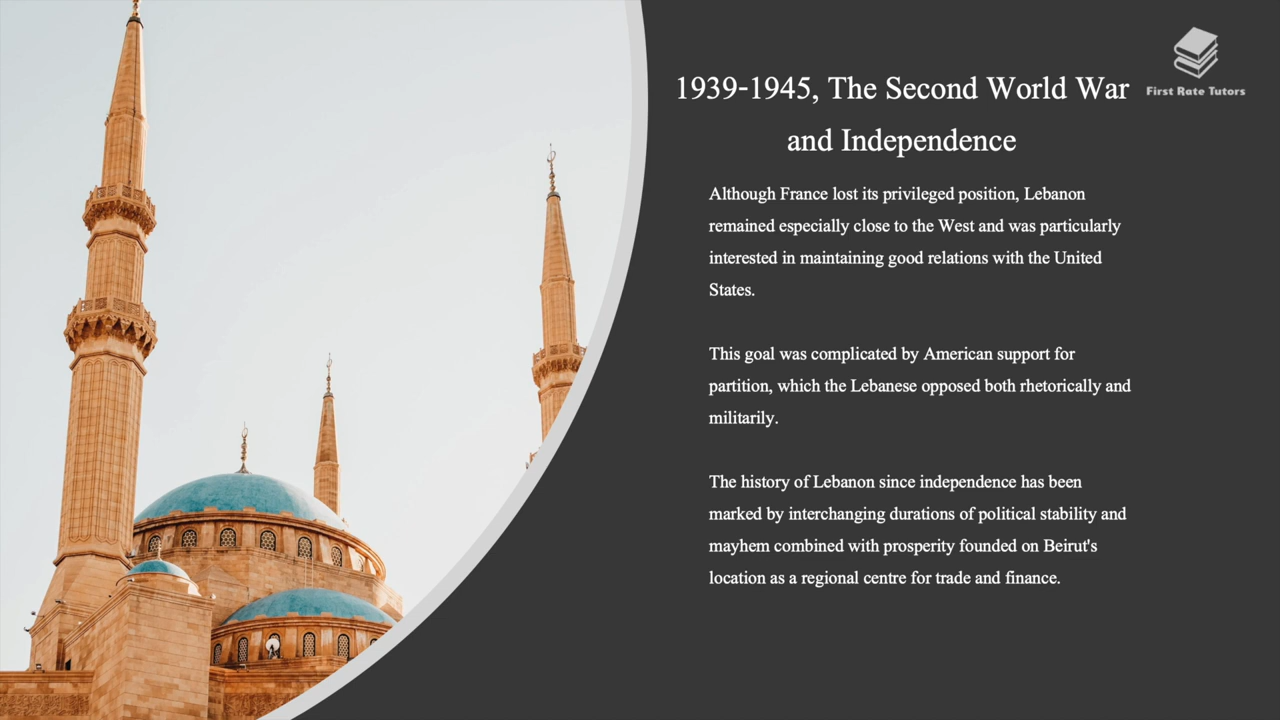 First Rate Tutors
1939-1945, The Second World War
and Independence
Although France lost its privileged position, Lebanon
remained especially close to the West and was particularly
interested in maintaining good relations with the United
States.
This goal was complicated by American support for
partition, which the Lebanese opposed both rhetorically and
militarily.
The history of Lebanon since independence has been
marked by interchanging durations of political stability and
mayhem combined with prosperity founded on Beirut's
location as a regional centre for trade and finance.